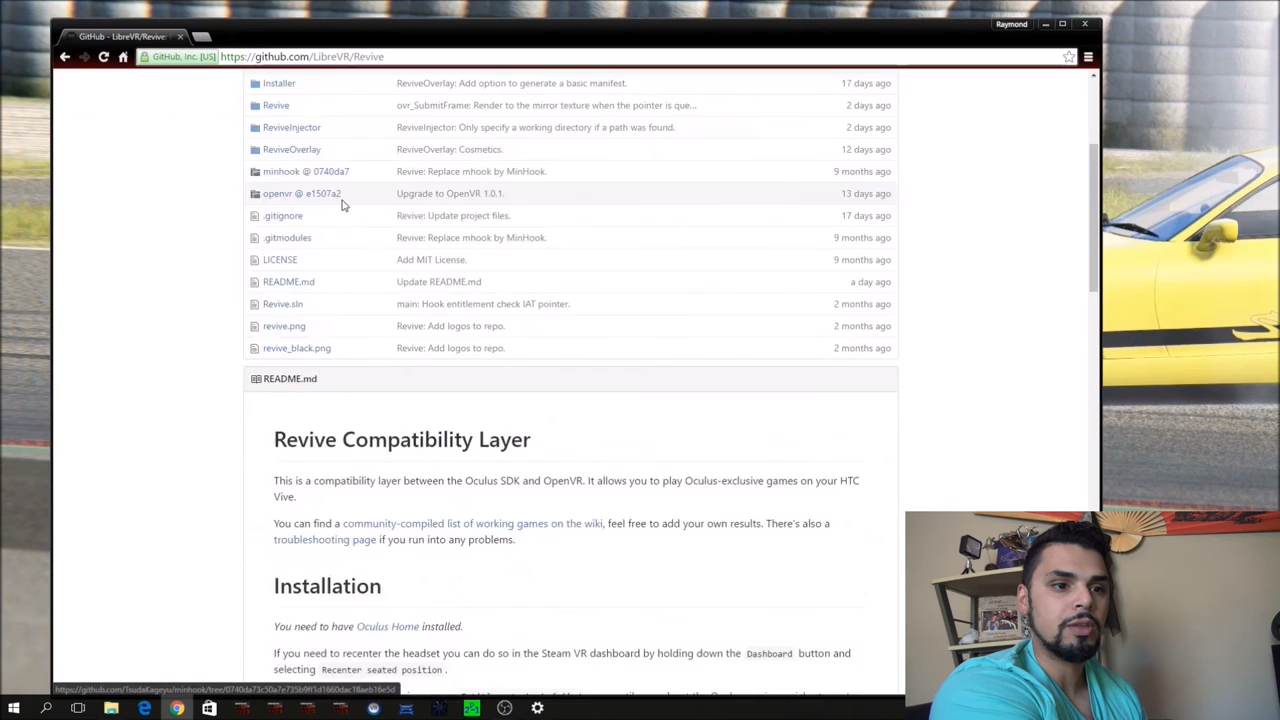 Raymond
GitHub - LibreVR/Revive:
GitHub, Inc. [US] https://github.com/LibreVR/Revive
Installer ReviveOverlay: Add option to generate a basic manifest. 17 days ago
Revive ovr_SubmitFrame: Render to the mirror texture when the pointer is que... 2 days ago
ReviveInjector ReviveInjector: Only specify a working directory if a path was found. 2 days ago
ReviveOverlay ReviveOverlay: Cosmetics. 12 days ago
minhook @ 0740da7 Revive: Replace mhook by MinHook. 9 months ago
openvr @ e1507a2 Upgrade to OpenVR 1.0.1. 13 days ago
.gitignore Revive: Update project files. 17 days ago
.gitmodules Revive: Replace mhook by MinHook. 9 months ago
LICENSE Add MIT License. 9 months ago
README.md Update README.md a day ago
Revive.sln main: Hook entitlement check IAT pointer. 2 months ago
revive.png Revive: Add logos to repo. 2 months ago
revive_black.png Revive: Add logos to repo. 2 months ago
README.md
Revive Compatibility Layer
This is a compatibility layer between the Oculus SDK and OpenVR. It allows you to play Oculus-exclusive games on your HTC
Vive.
You can find a community-compiled list of working games on the wiki, feel free to add your own results. There's also a
troubleshooting page if you run into any problems.
Installation
You need to have Oculus Home installed.
If you need to recenter the headset you can do so in the Steam VR dashboard by holding down the Dashboard button and
selecting Recenter seated position.